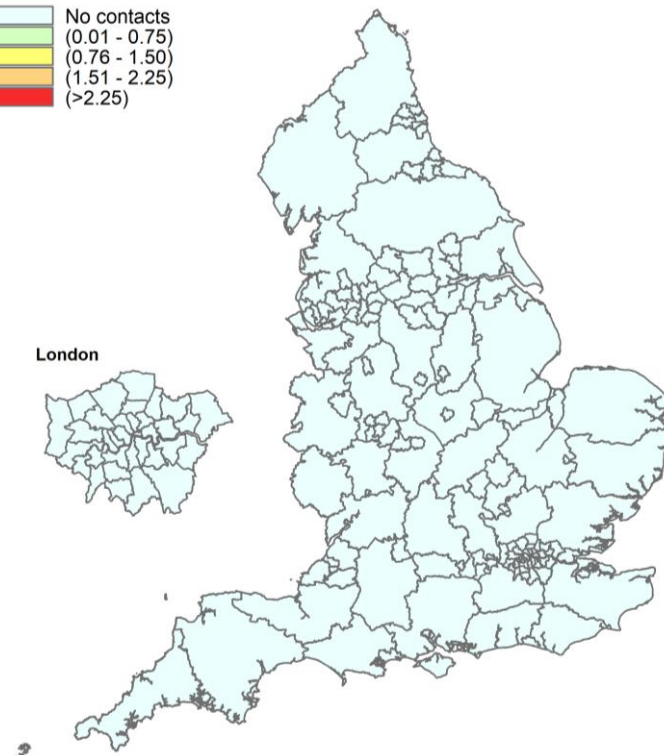 No contacts
(0.01 - 0.75)
(0.76 - 1.50)
(1.51 - 2.25)
(>2.25)
London